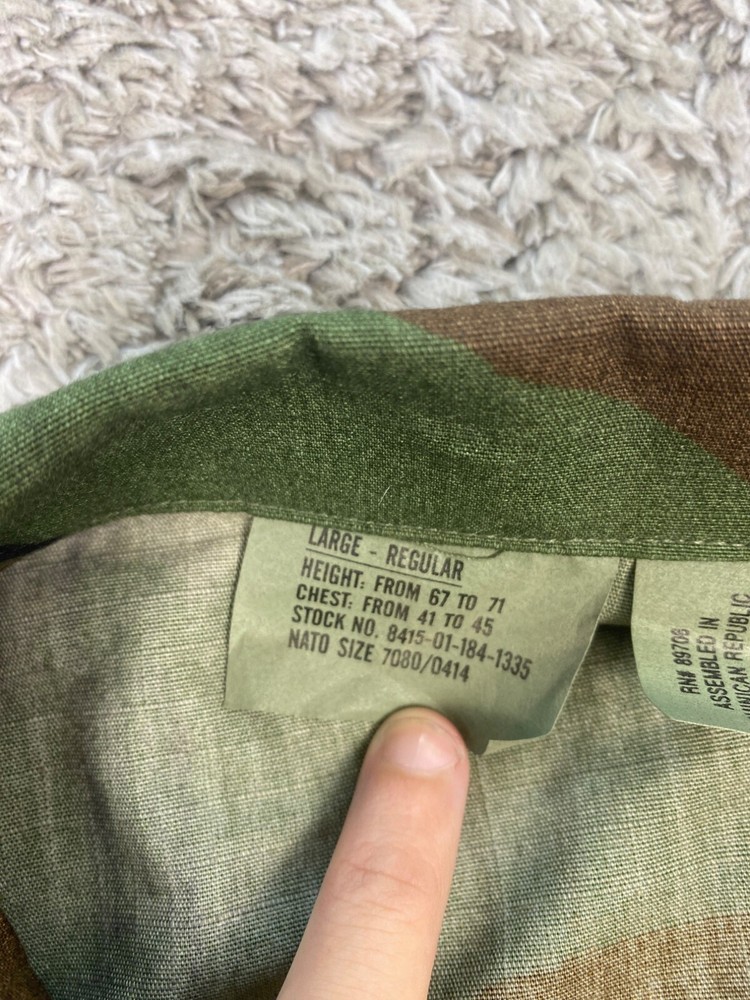 LARGE - REGULAR
HEIGHT: FROM 67 TO 71
CHEST: FROM 41 TO 45
STOCK NO. 8415-01-184-1335
NATO SIZE 7080/0414
RN# 89706
ASSEMBLED IN
REPUBLIC